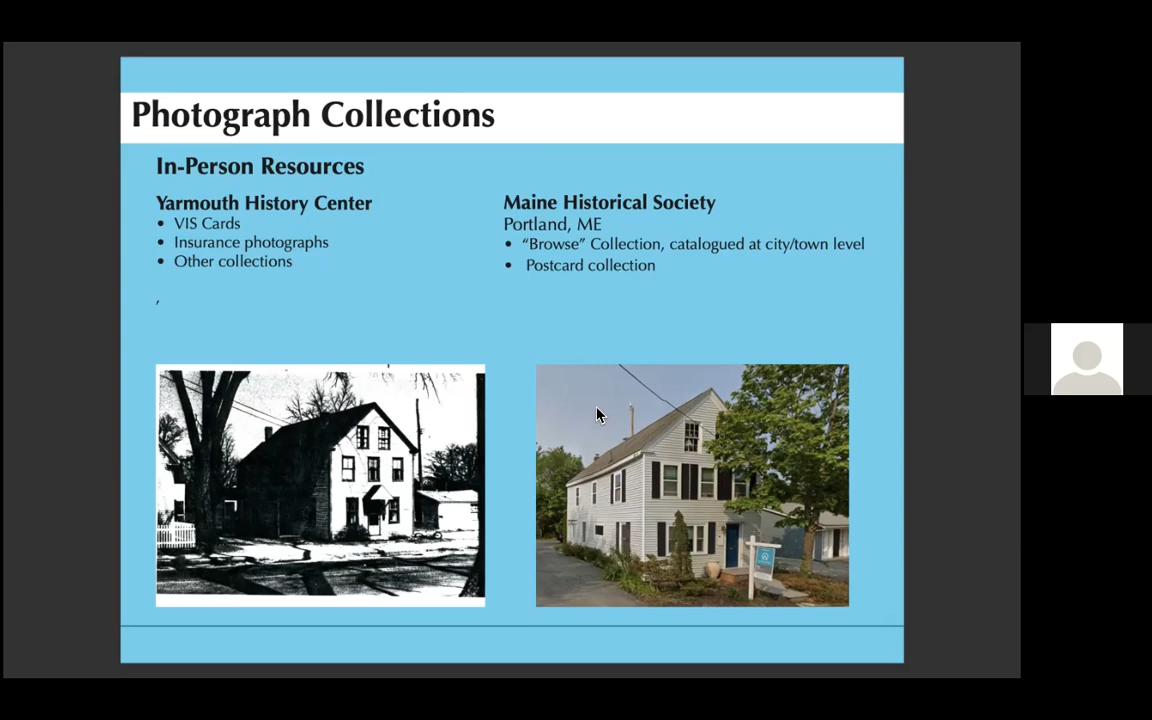 Photograph Collections
In-Person Resources
Yarmouth History Center
• VIS Cards
• Insurance photographs
• Other collections
,
Maine Historical Society
Portland, ME
• “Browse” Collection, catalogued at city/town level
• Postcard collection